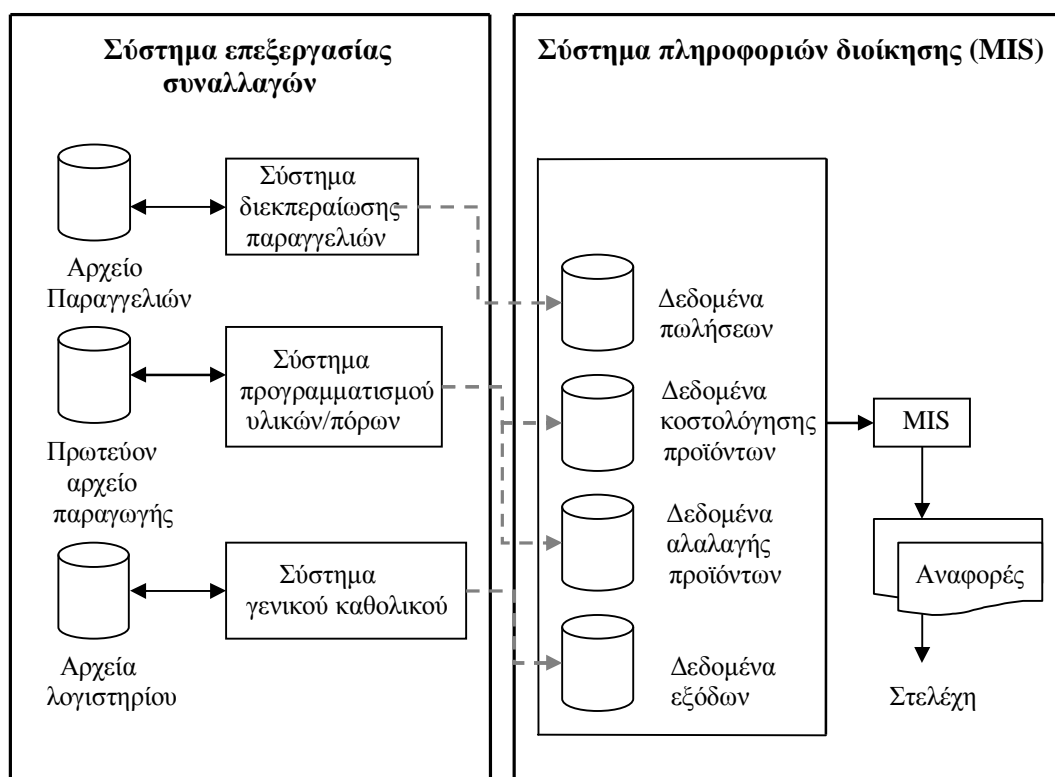 Σύστημα επεξεργασίας
συναλλαγών
Σύστημα
διεκπεραίωσης
παραγγελιών
Αρχείο
Παραγγελιών
Σύστημα
προγραμματισμού
υλικών/πόρων
Πρωτεύον
αρχείο
παραγωγής
Σύστημα
γενικού καθολικού
Αρχεία
λογιστηρίου
Σύστημα πληροφοριών διοίκησης (MIS)
Δεδομένα
πωλήσεων
Δεδομένα
κοστολόγησης
προϊόντων
Δεδομένα
αλαλαγής
προϊόντων
Δεδομένα
εξόδων
MIS
Αναφορές
Στελέχη